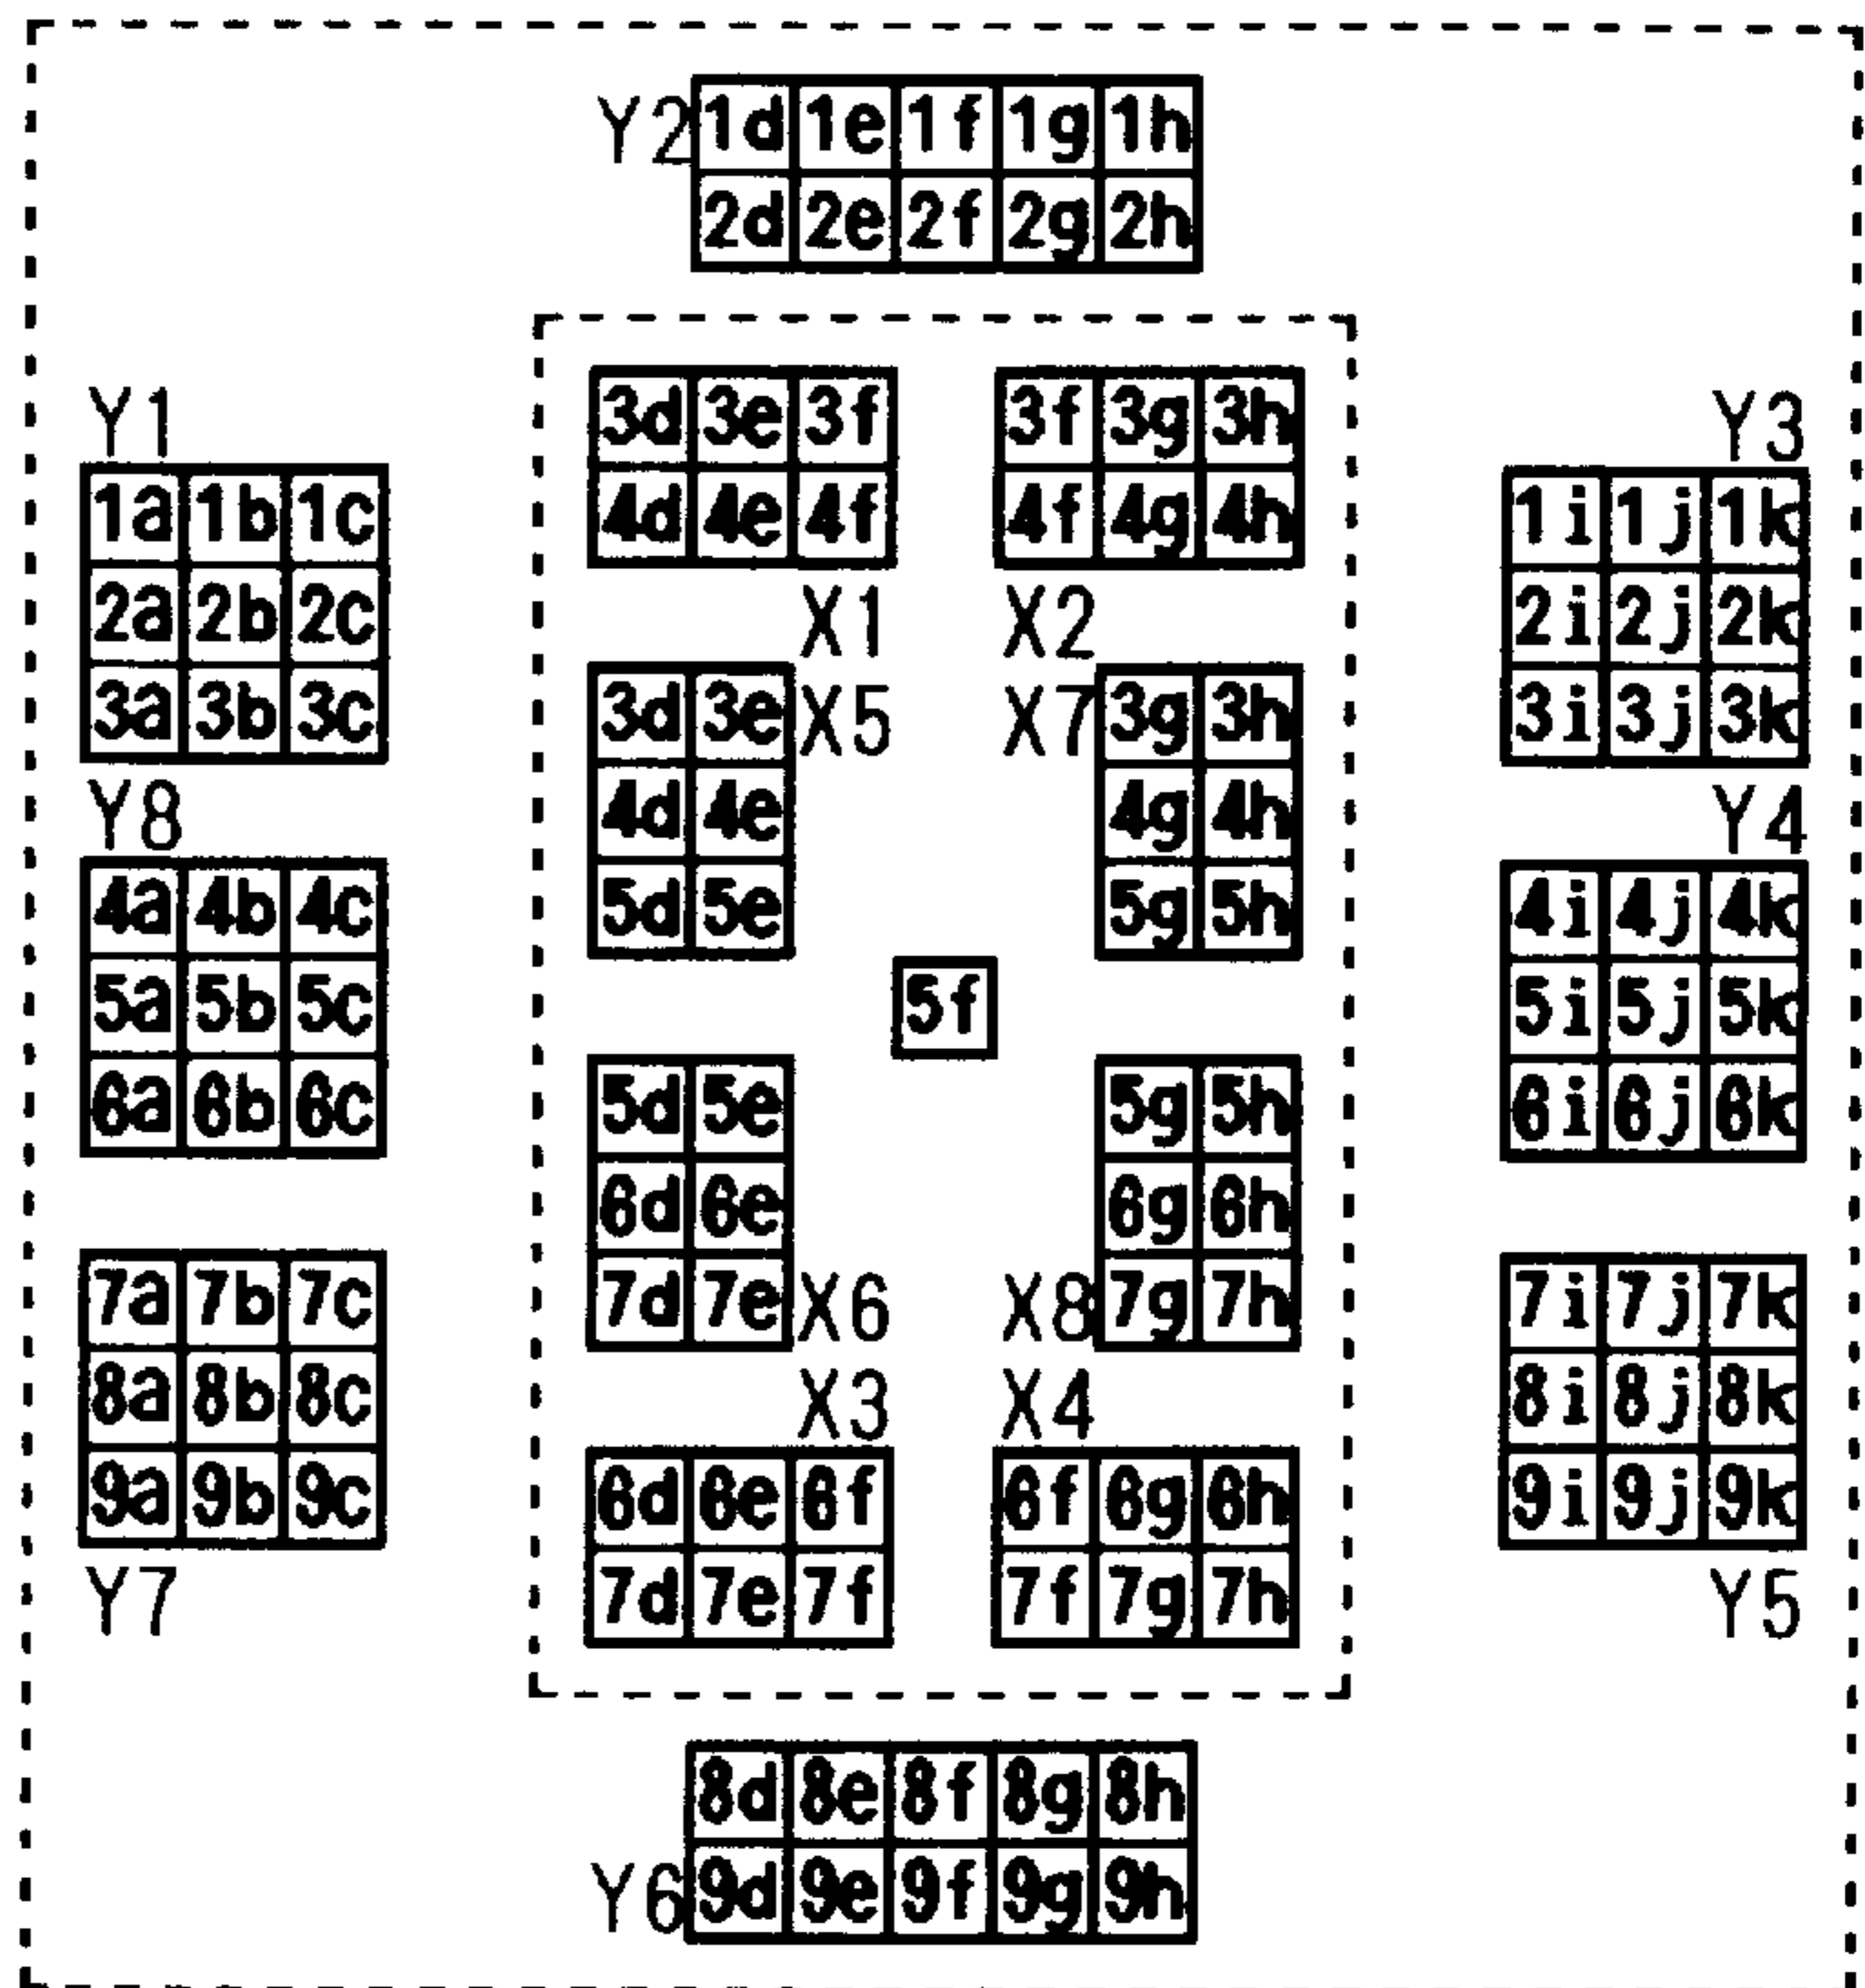 Y2 1d 1e 1f 1g 1h
2d 2e 2f 2g 2h
Y1
1a 1b 1c
2a 2b 2c
3a 3b 3c
Y8
4a 4b 4c
5a 5b 5c
6a 6b 6c
7a 7b 7c
8a 8b 8c
9a 9b 9c
Y7
3d 3e 3f
4d 4e 4f
X1
3f 3g 3h
4f 4g 4h
X2
3d 3e X5
4d 4e
5d 5e
X7 3g 3h
4g 4h
5g 5h
5f
5d 5e
6d 6e
7d 7e X6
5g 5h
6g 6h
X8 7g 7h
X3
6d 6e 6f
7d 7e 7f
X4
6f 6g 6h
7f 7g 7h
Y3
1i 1j 1k
2i 2j 2k
3i 3j 3k
Y4
4i 4j 4k
5i 5j 5k
6i 6j 6k
7i 7j 7k
8i 8j 8k
9i 9j 9k
Y5
8d 8e 8f 8g 8h
Y6 9d 9e 9f 9g 9h